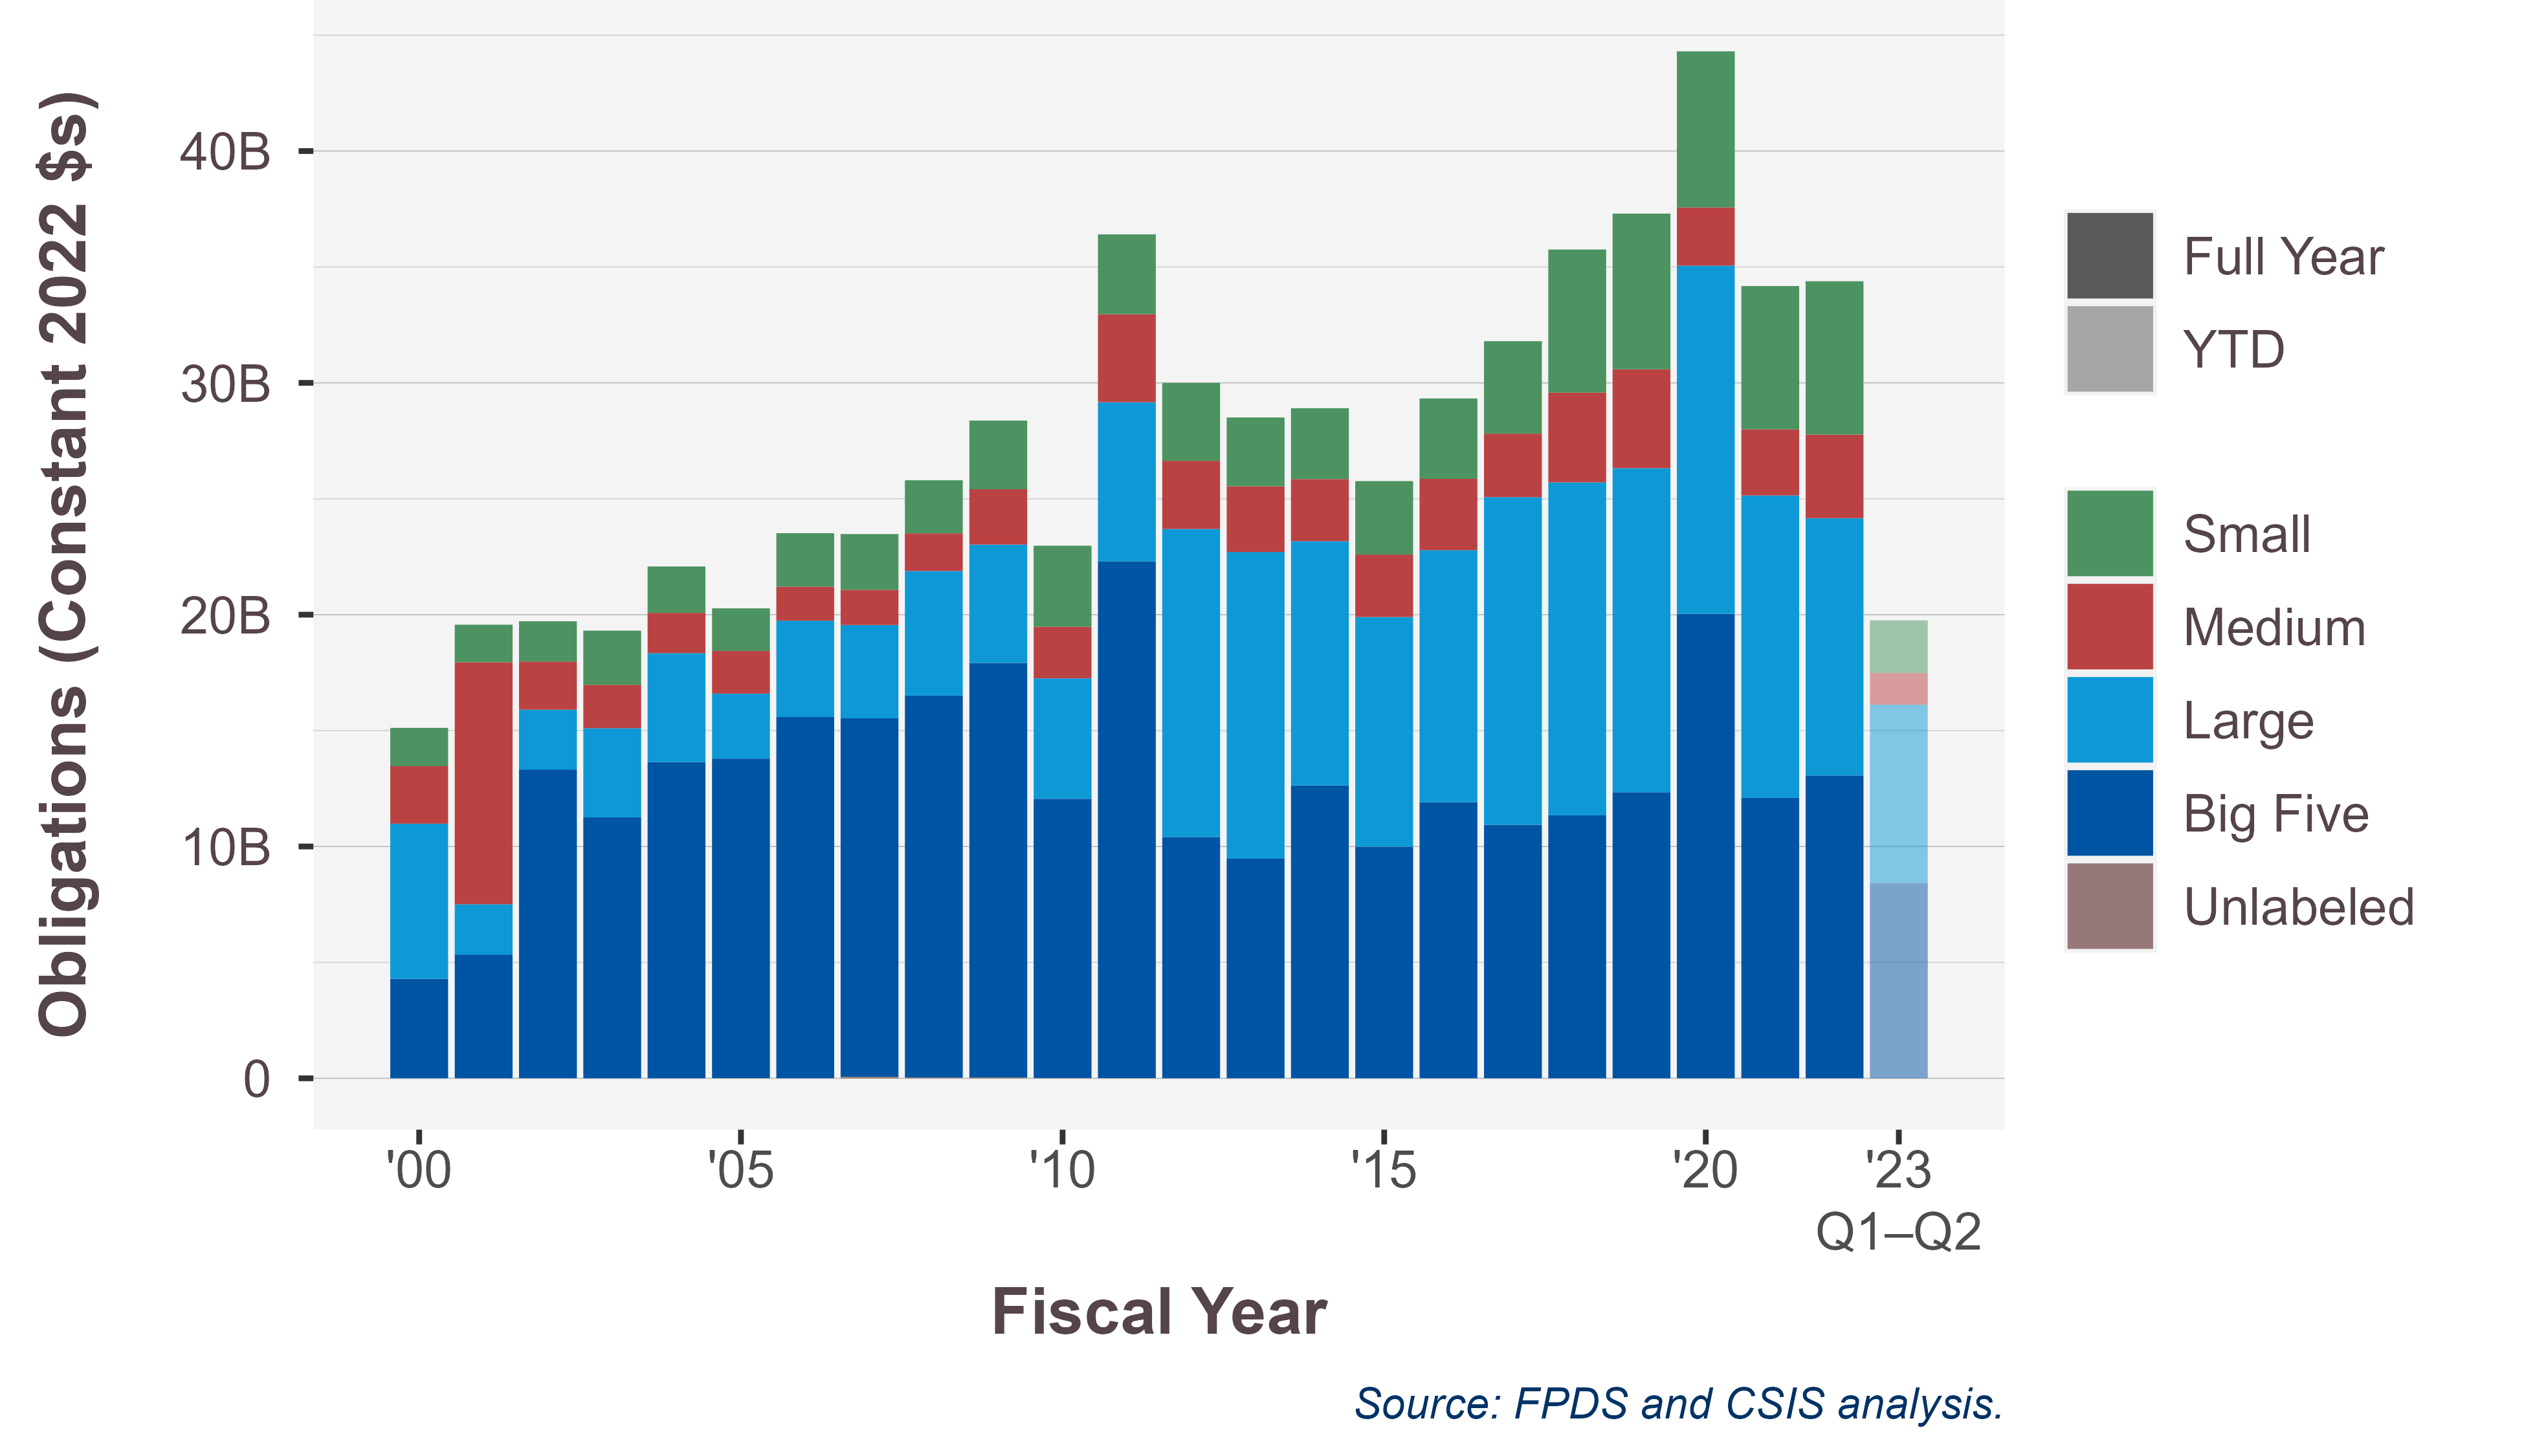 Obligations (Constant 2022 $s)
40B
30B
20B
10B
0
'00
'05
'10
'15
'20
'23
Q1–Q2
Fiscal Year
Full Year
YTD
Small
Medium
Large
Big Five
Unlabeled
Source: FPDS and CSIS analysis.